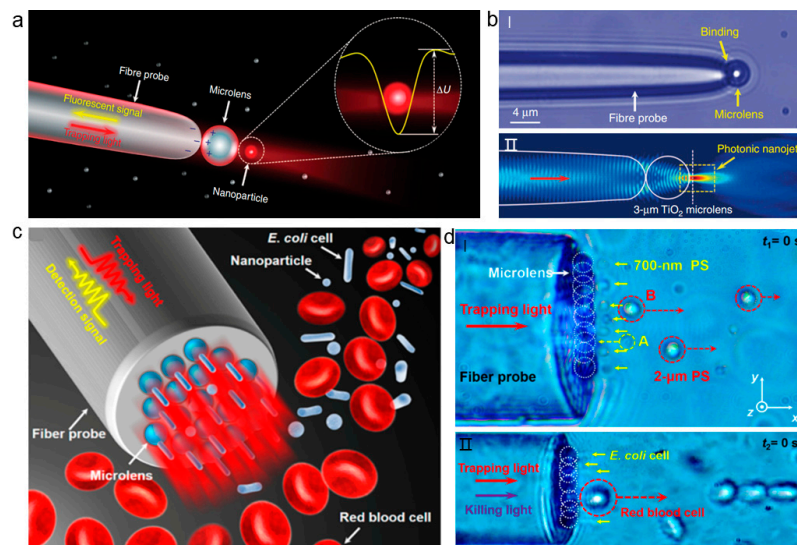 a
Fibre probe
Microlens
ΔU
Fluorescent signal
Trapping light
Nanoparticle
b
I
Binding
4 μm
Fibre probe
Microlens
II
Photonic nanojet
3-μm TiO₂ microlens
c
E. coli cell
Nanoparticle
Trapping light
Detection signal
Fiber probe
Microlens
Red blood cell
d
I
t₁= 0 s
Microlens
700-nm PS
Trapping light
B
A
Fiber probe
2-μm PS
y
z
x
II
t₂= 0 s
E. coli cell
Trapping light
Killing light
Red blood cell